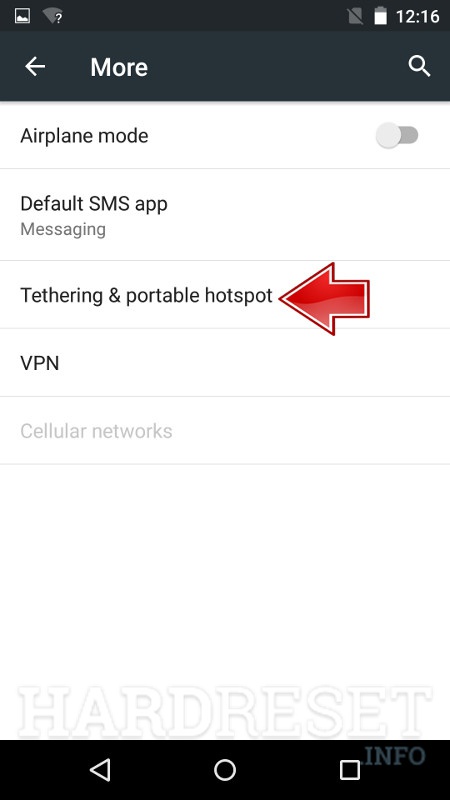 12:16
More
Airplane mode
Default SMS app
Messaging
Tethering & portable hotspot
VPN
Cellular networks
HARDRESET
.INFO